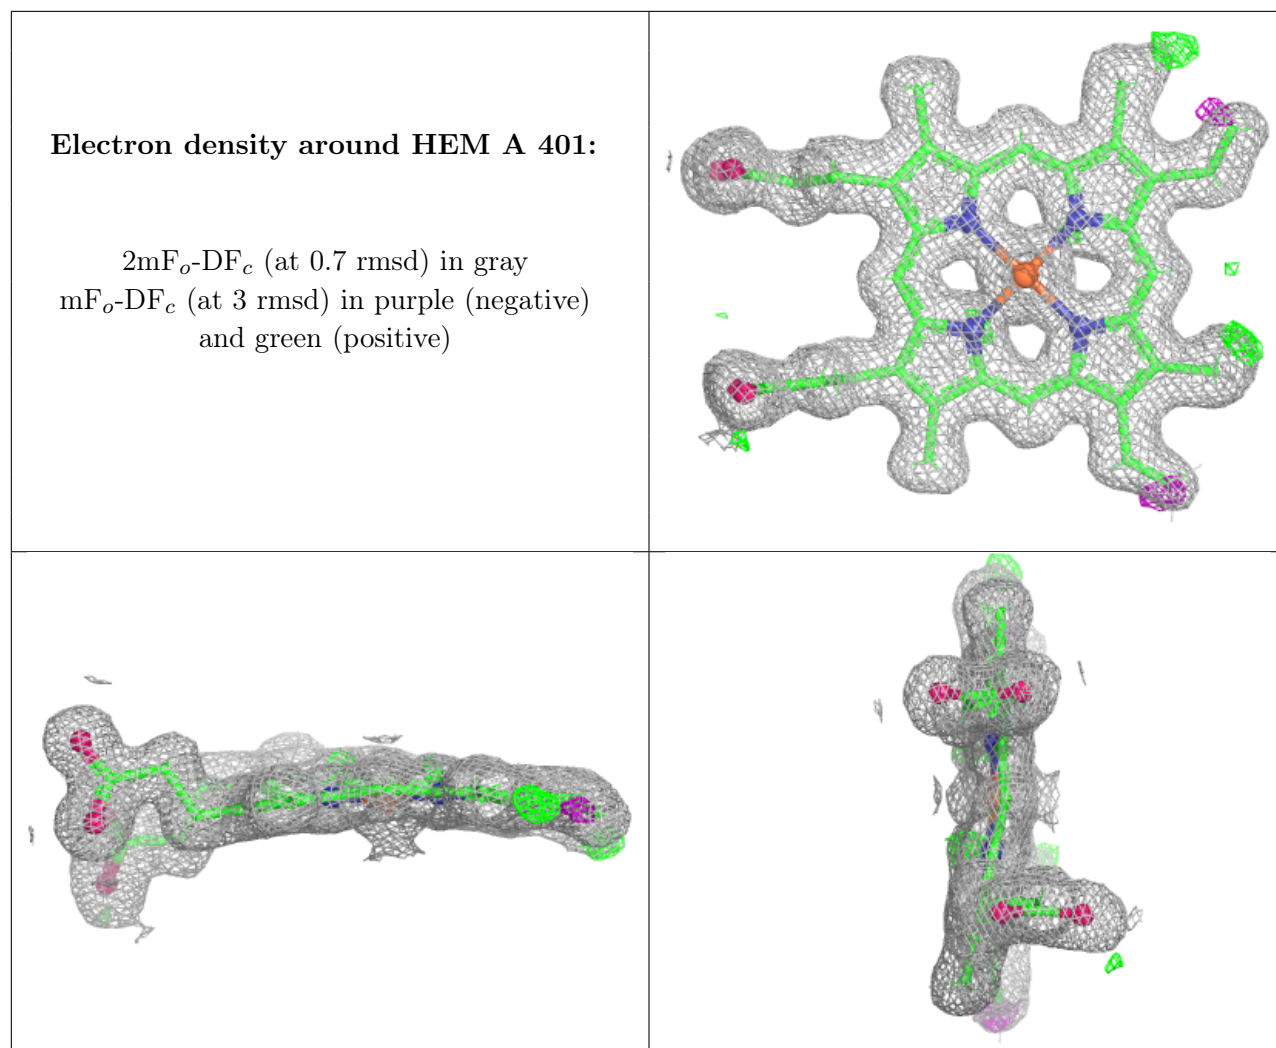 Electron density around HEM A 401:
2mFo-DFc (at 0.7 rmsd) in gray
mFo-DFc (at 3 rmsd) in purple (negative)
and green (positive)